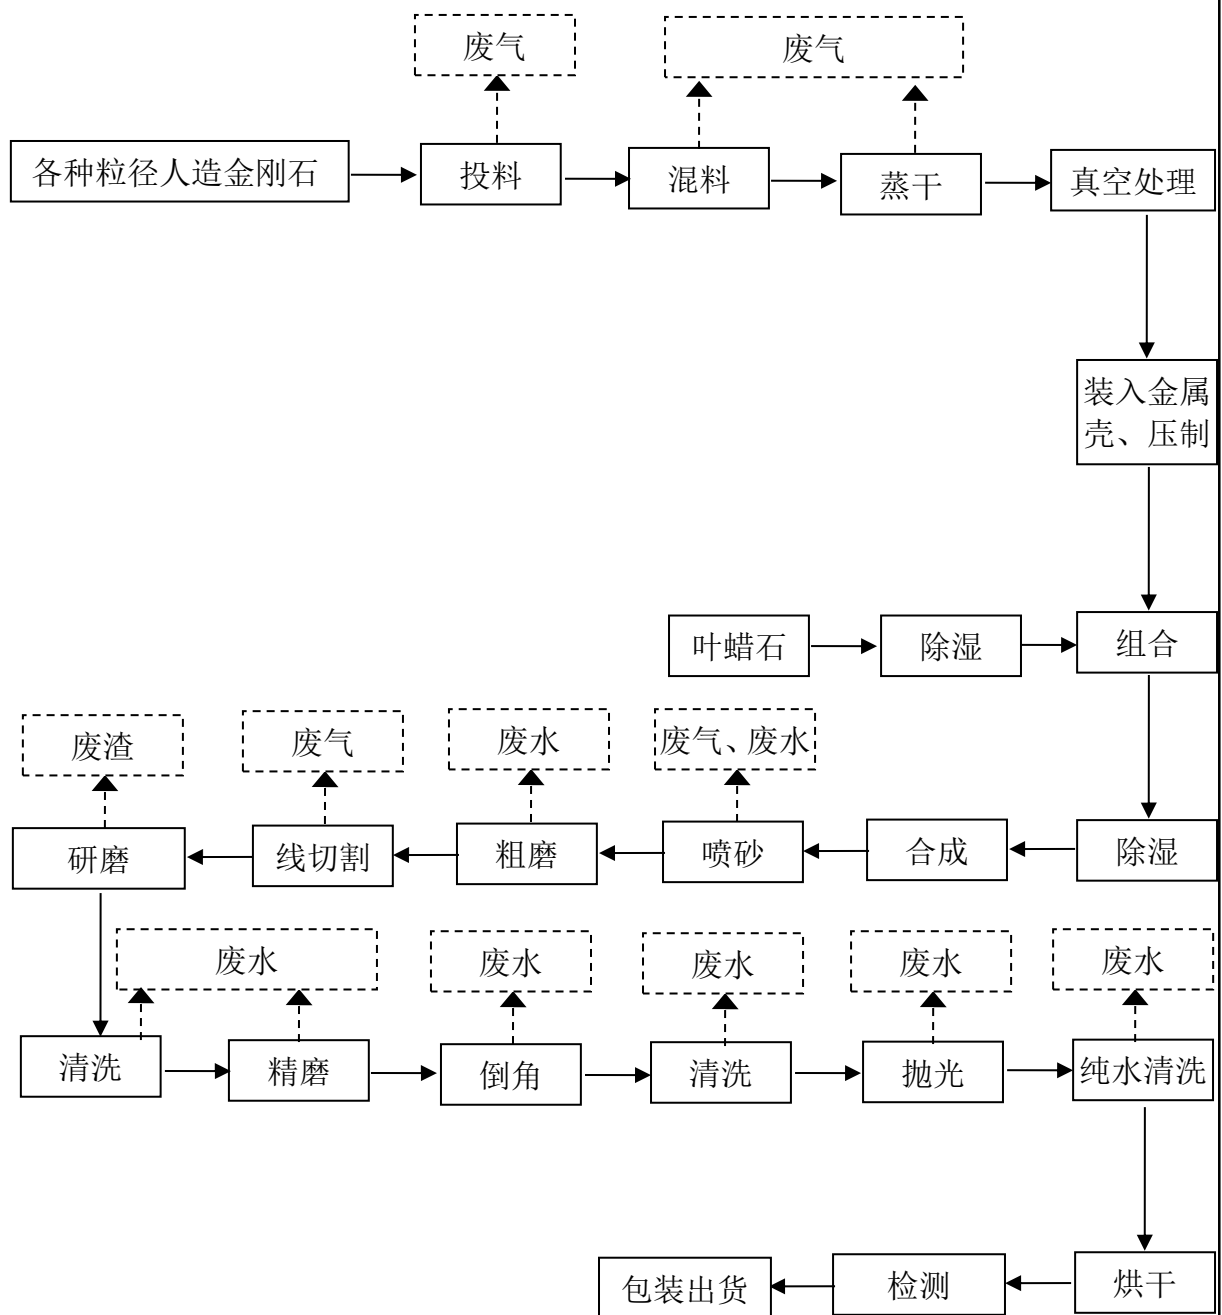 废气
废气
各种粒径人造金刚石
投料
混料
蒸干
真空处理
装入金属
壳、压制
叶蜡石
除湿
组合
废渣
废气
废水
废气、废水
研磨
线切割
粗磨
喷砂
合成
除湿
废水
废水
废水
废水
废水
清洗
精磨
倒角
清洗
抛光
纯水清洗
包装出货
检测
烘干